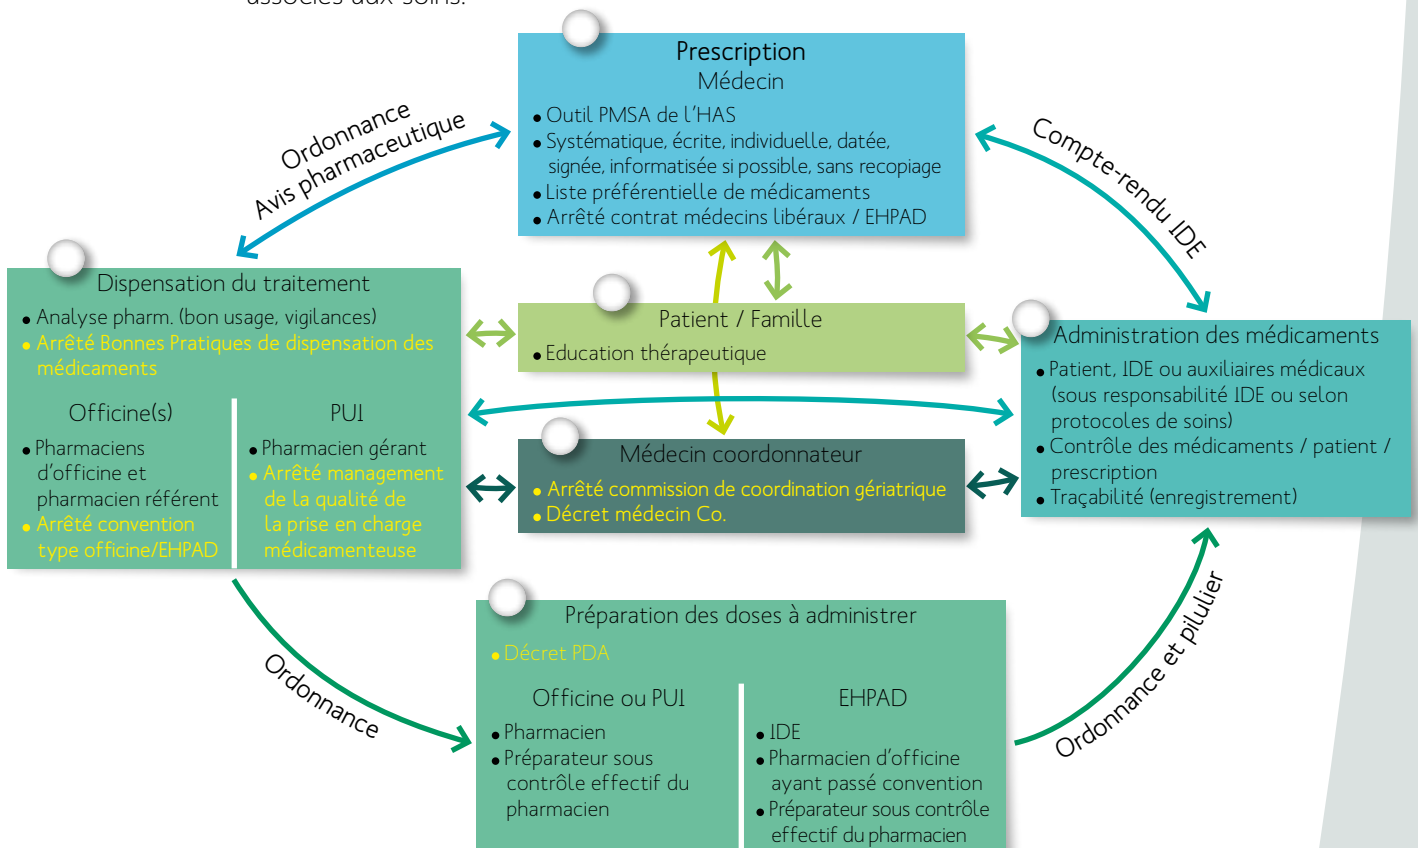 associés aux soins.
Prescription
Médecin
• Outil PMSA de l'HAS
• Systématique, écrite, individuelle, datée,
signée, informatisée si possible, sans recopiage
• Liste préférentielle de médicaments
• Arrêté contrat médecins libéraux / EHPAD
Ordonnance
Avis pharmaceutique
Compte-rendu IDE
Dispensation du traitement
• Analyse pharm. (bon usage, vigilances)
• Arrêté Bonnes Pratiques de dispensation des
médicaments
Officine(s)
• Pharmaciens
d'officine et
pharmacien référent
• Arrêté convention
type officine/EHPAD
PUI
• Pharmacien gérant
• Arrêté management
de la qualité de
la prise en charge
médicamenteuse
Patient / Famille
• Education thérapeutique
Médecin coordonnateur
• Arrêté commission de coordination gériatrique
• Décret médecin Co.
Administration des médicaments
• Patient, IDE ou auxiliaires médicaux
(sous responsabilité IDE ou selon
protocoles de soins)
• Contrôle des médicaments / patient /
prescription
• Traçabilité (enregistrement)
Ordonnance
Préparation des doses à administrer
• Décret PDA
Officine ou PUI
• Pharmacien
• Préparateur sous
contrôle effectif du
pharmacien
EHPAD
• IDE
• Pharmacien d'officine
ayant passé convention
• Préparateur sous contrôle
effectif du pharmacien
Ordonnance et pilulier